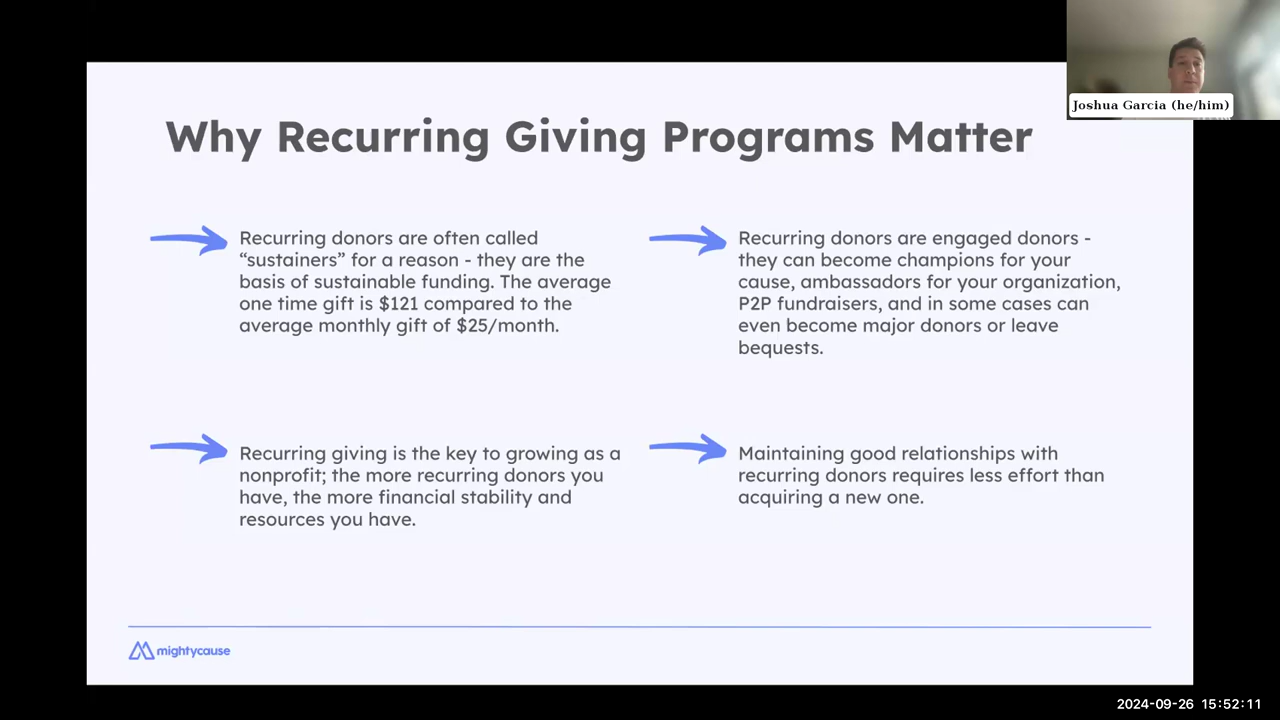 Joshua Garcia (he/him)
Why Recurring Giving Programs Matter
Recurring donors are often called
“sustainers” for a reason - they are the
basis of sustainable funding. The average
one time gift is $121 compared to the
average monthly gift of $25/month.
Recurring donors are engaged donors -
they can become champions for your
cause, ambassadors for your organization,
P2P fundraisers, and in some cases can
even become major donors or leave
bequests.
Recurring giving is the key to growing as a
nonprofit; the more recurring donors you
have, the more financial stability and
resources you have.
Maintaining good relationships with
recurring donors requires less effort than
acquiring a new one.
mightycause
2024-09-26 15:52:11